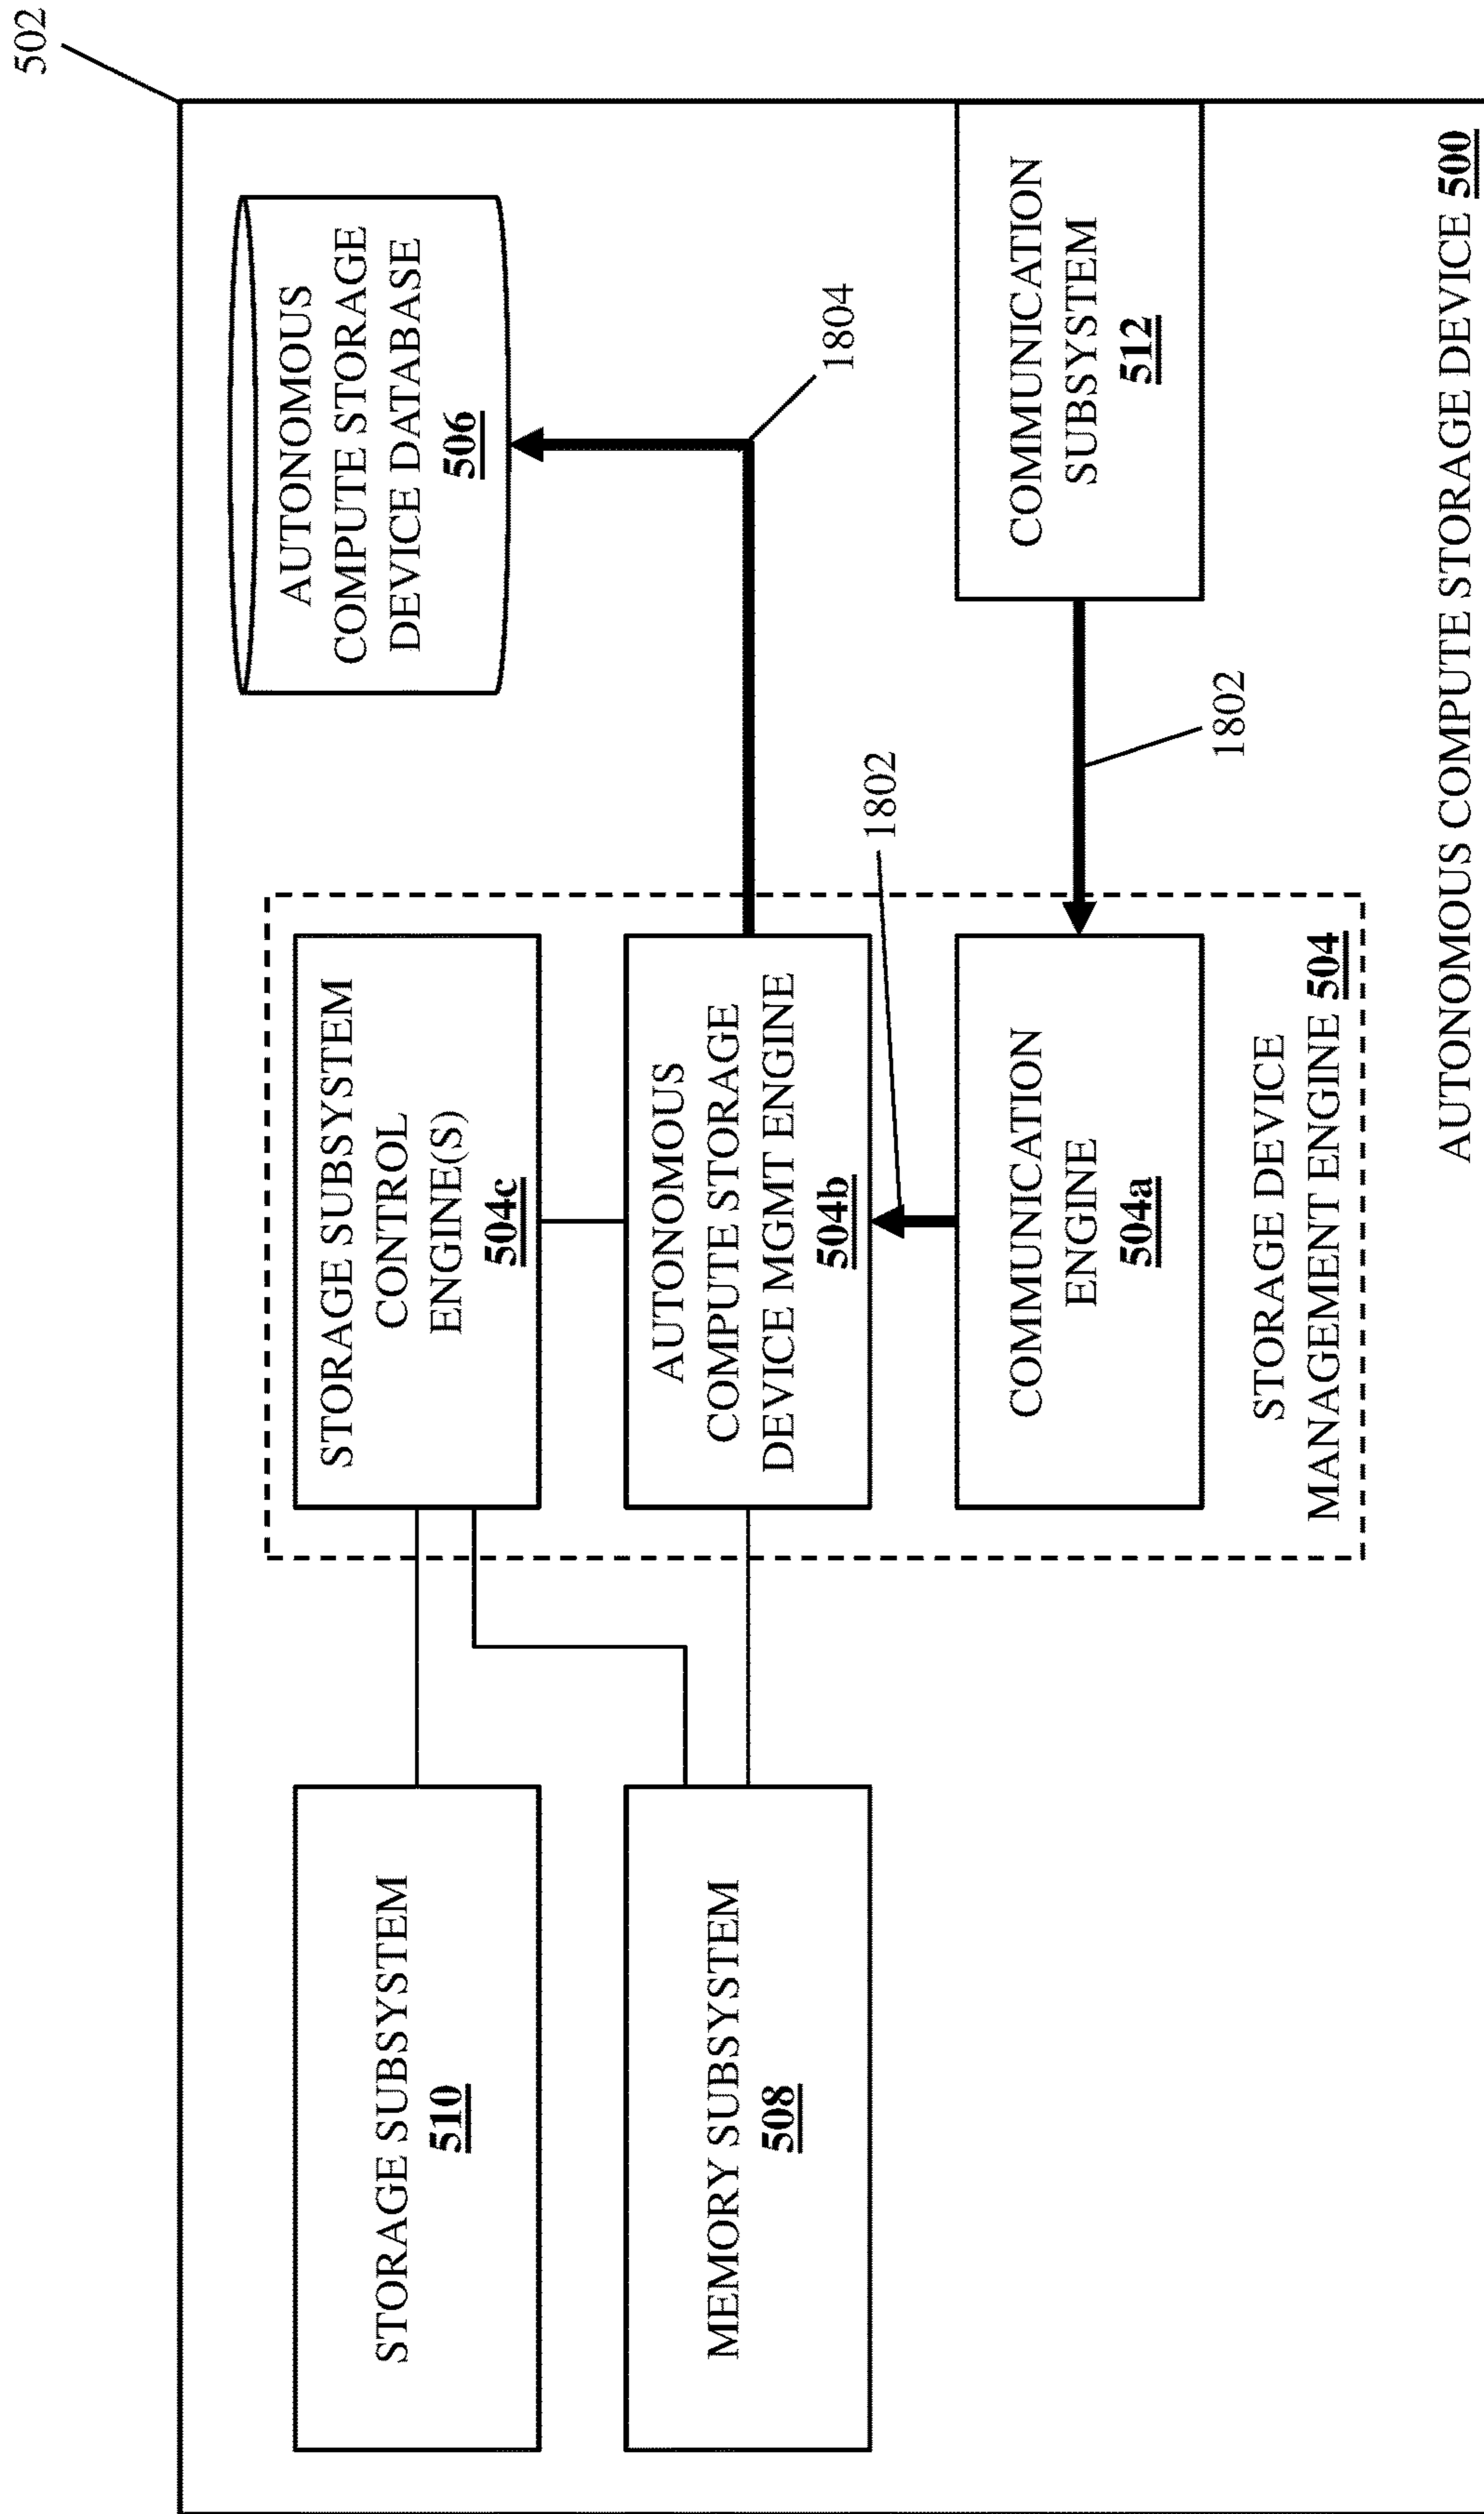 502
STORAGE SUBSYSTEM
510
STORAGE SUBSYSTEM
CONTROL
ENGINE(S)
504c
AUTONOMOUS
COMPUTE STORAGE
DEVICE DATABASE
506
MEMORY SUBSYSTEM
508
AUTONOMOUS
COMPUTE STORAGE
DEVICE MGMT ENGINE
504b
1804
1802
COMMUNICATION
ENGINE
504a
COMMUNICATION
SUBSYSTEM
512
1802
STORAGE DEVICE
MANAGEMENT ENGINE 504
AUTONOMOUS COMPUTE STORAGE DEVICE 500